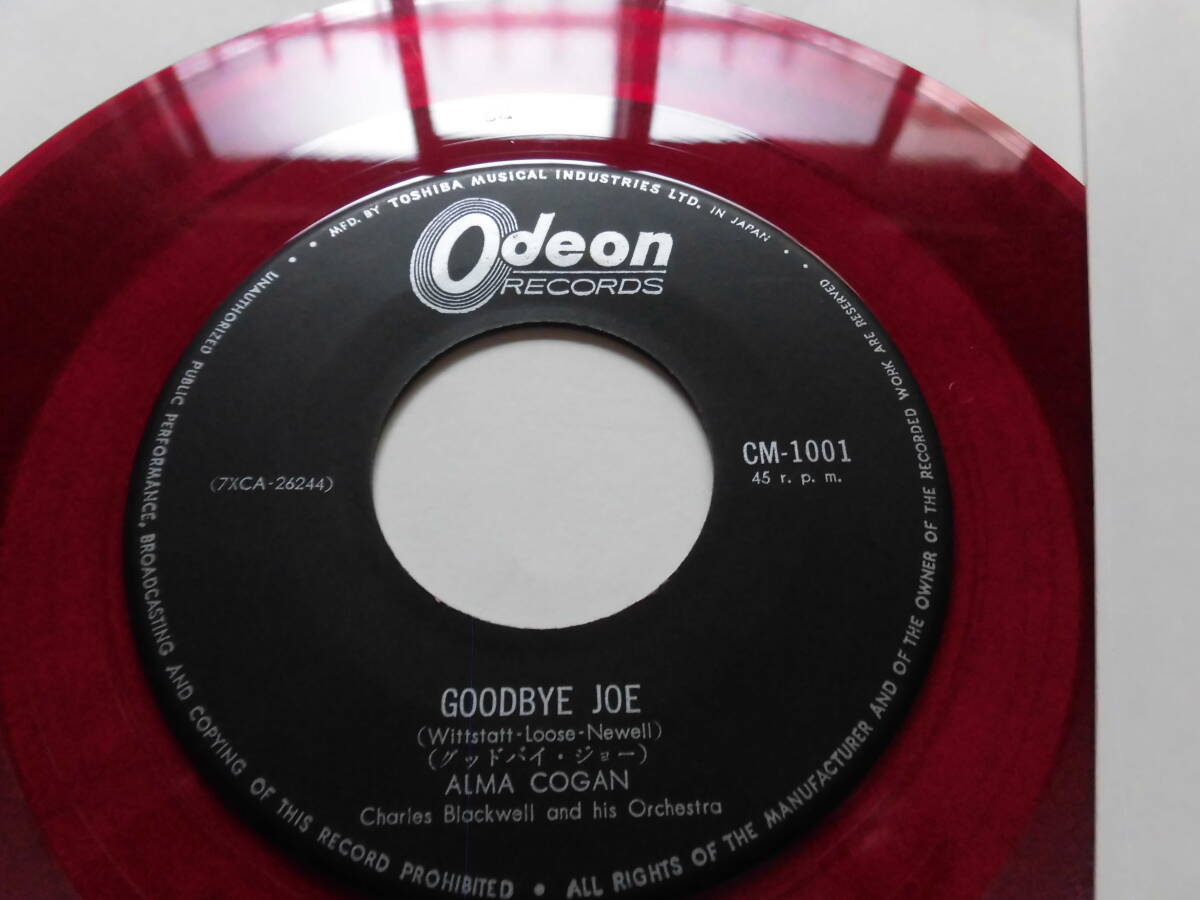 MFD. BY TOSHIBA MUSICAL INDUSTRIES LTD. IN JAPAN
Odeon
RECORDS
(7XCA-26244)
CM-1001
45 r. p. m.
GOODBYE JOE
(Wittstatt-Loose-Newell)
(グッドバイ・ジョー)
ALMA COGAN
Charles Blackwell and his Orchestra
UNAUTHORIZED PUBLIC PERFORMANCE, BROADCASTING AND COPYING OF THIS RECORD PROHIBITED • ALL RIGHTS OF THE MANUFACTURER AND OF THE OWNER OF THE RECORDED WORK ARE RESERVED